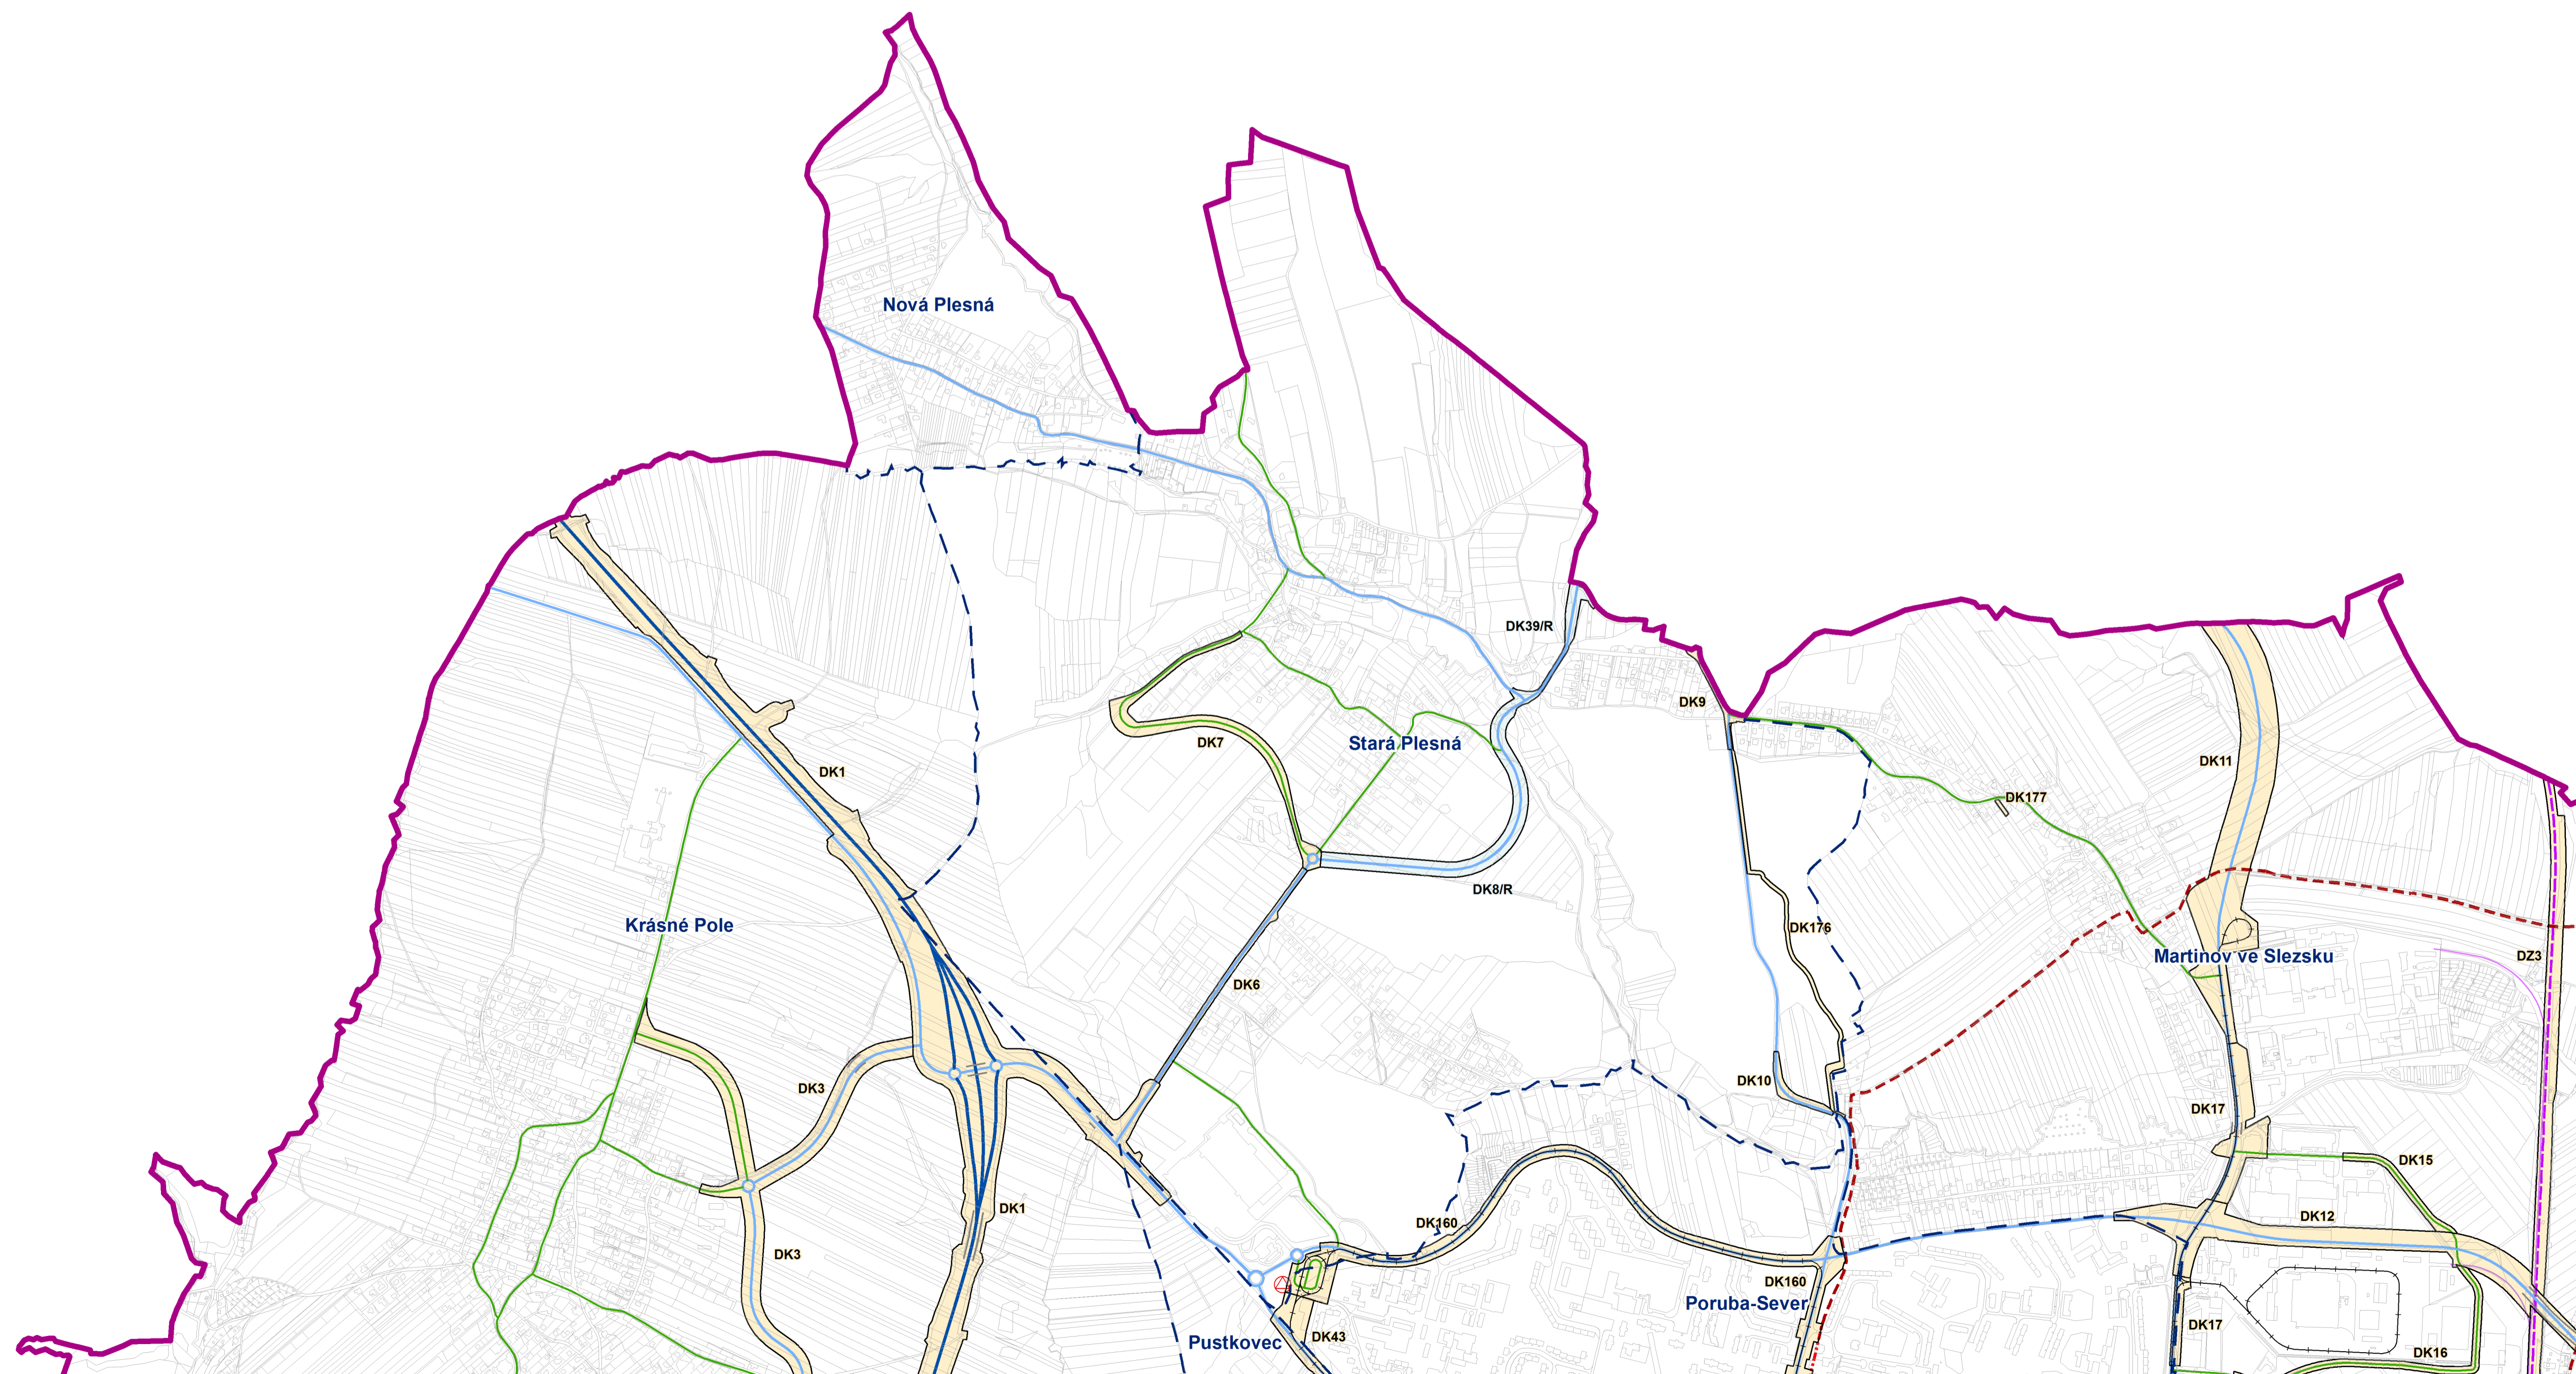 Nová Plesná
DK39/R
DK9
DK7
Stará Plesná
DK11
DK1
DK177
DK8/R
Krásné Pole
DK176
Martinov ve Slezsku
DZ3
DK6
DK10
DK3
DK17
DK15
DK1
DK160
DK12
DK3
DK160
Poruba-Sever
DK17
DK43
Pustkovec
DK16